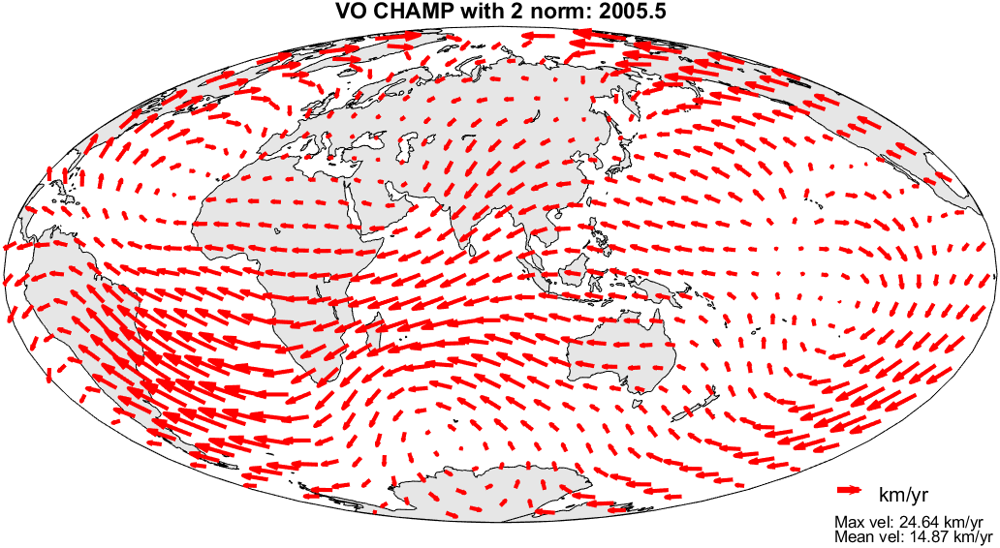 VO CHAMP with 2 norm: 2005.5
km/yr
Max vel: 24.64 km/yr
Mean vel: 14.87 km/yr